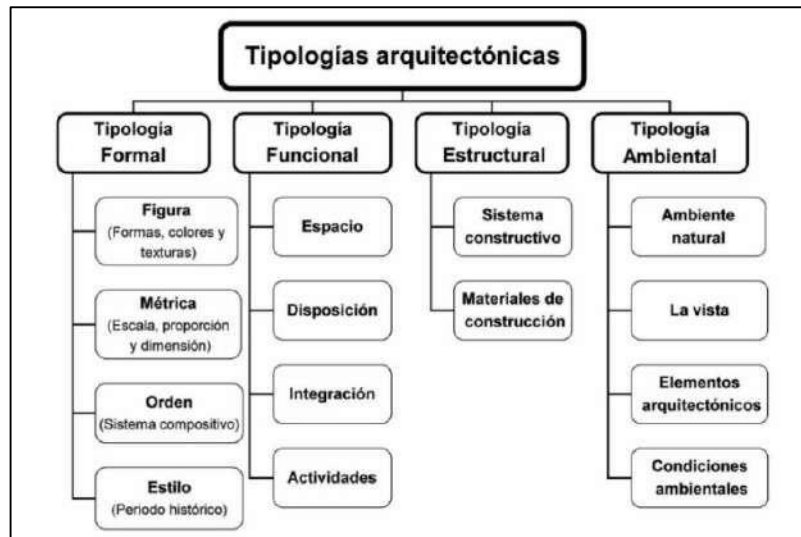 Tipologías arquitectónicas
Tipología
Formal
Figura
(Formas, colores y
texturas)
Métrica
(Escala, proporción
y dimensión)
Orden
(Sistema compositivo)
Estilo
(Periodo histórico)
Tipología
Funcional
Espacio
Disposición
Integración
Actividades
Tipología
Estructural
Sistema
constructivo
Materiales de
construcción
Tipología
Ambiental
Ambiente
natural
La vista
Elementos
arquitectónicos
Condiciones
ambientales